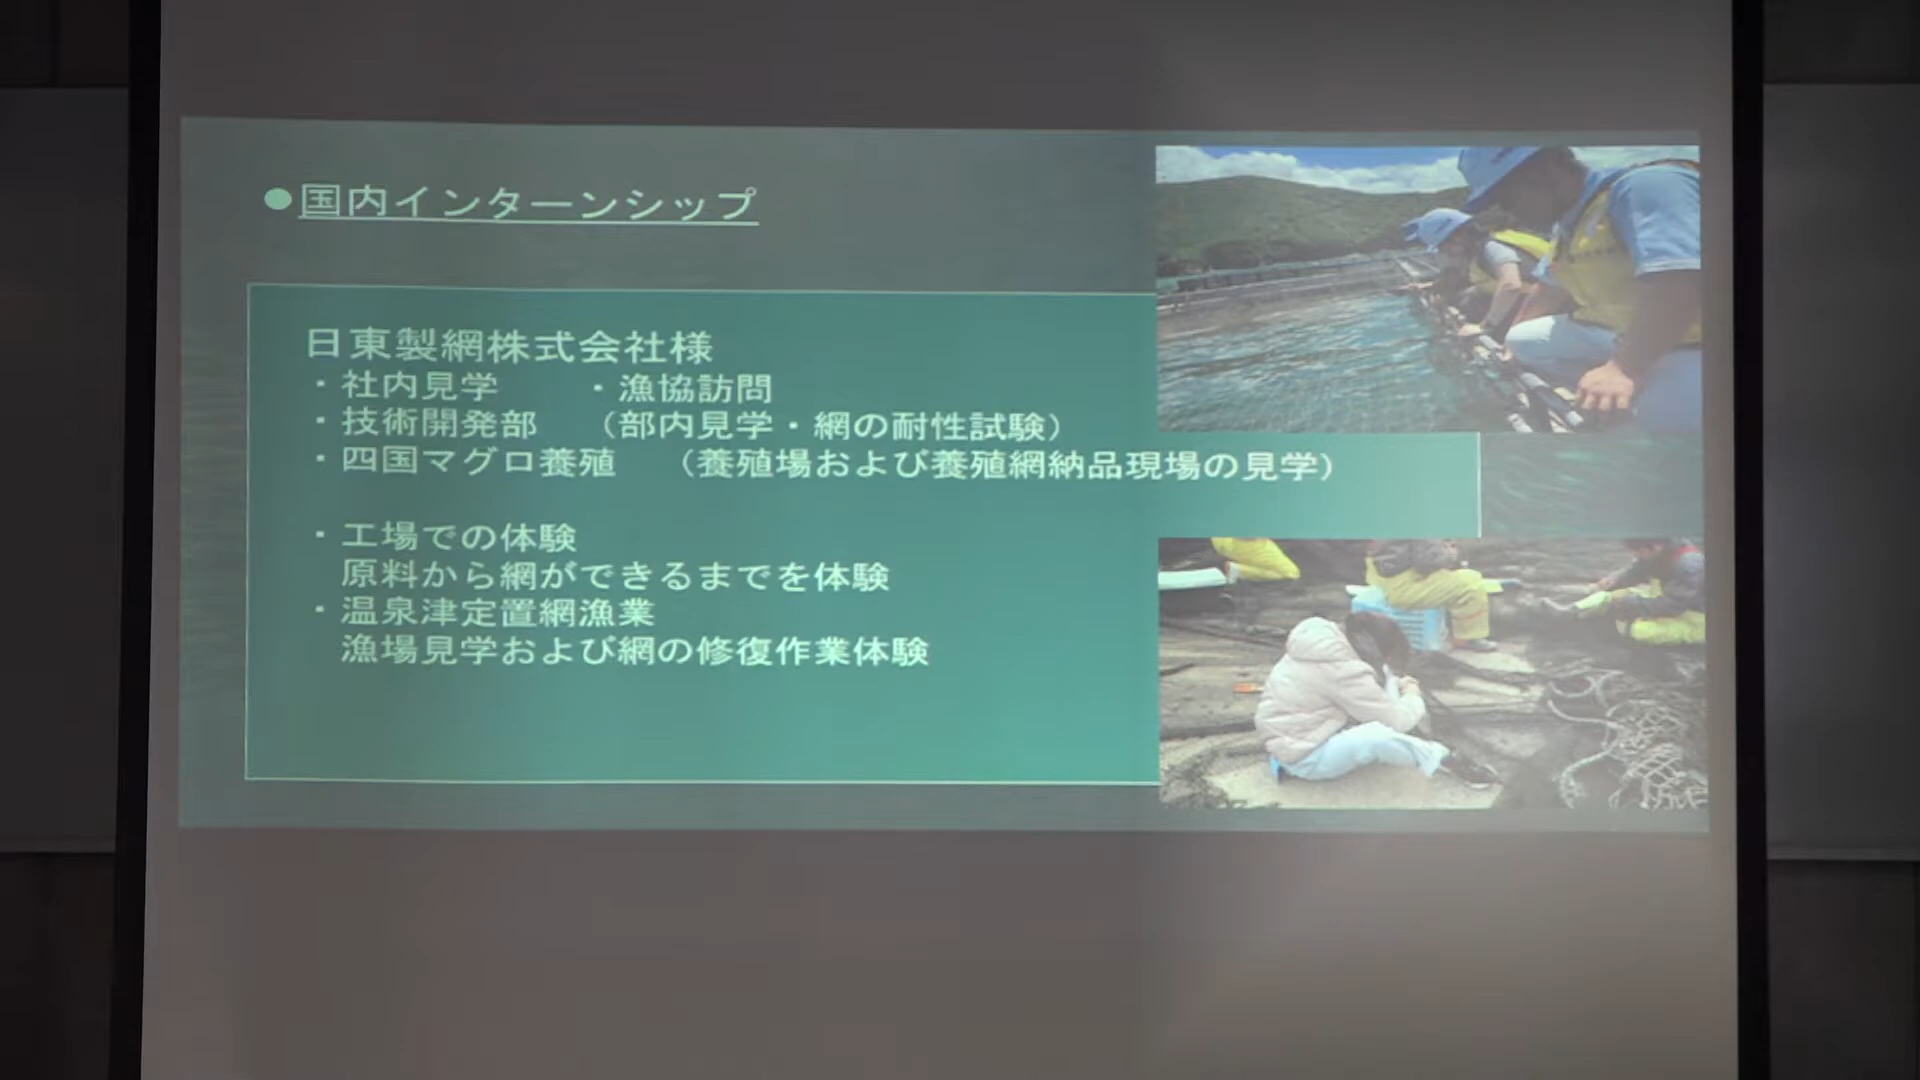 ●国内インターンシップ
日東製網株式会社様
・社内見学　　・漁協訪問
・技術開発部　（部内見学・網の耐性試験）
・四国マグロ養殖　（養殖場および養殖網納品現場の見学）
・工場での体験
原料から網ができるまでを体験
・温泉津定置網漁業
漁場見学および網の修復作業体験